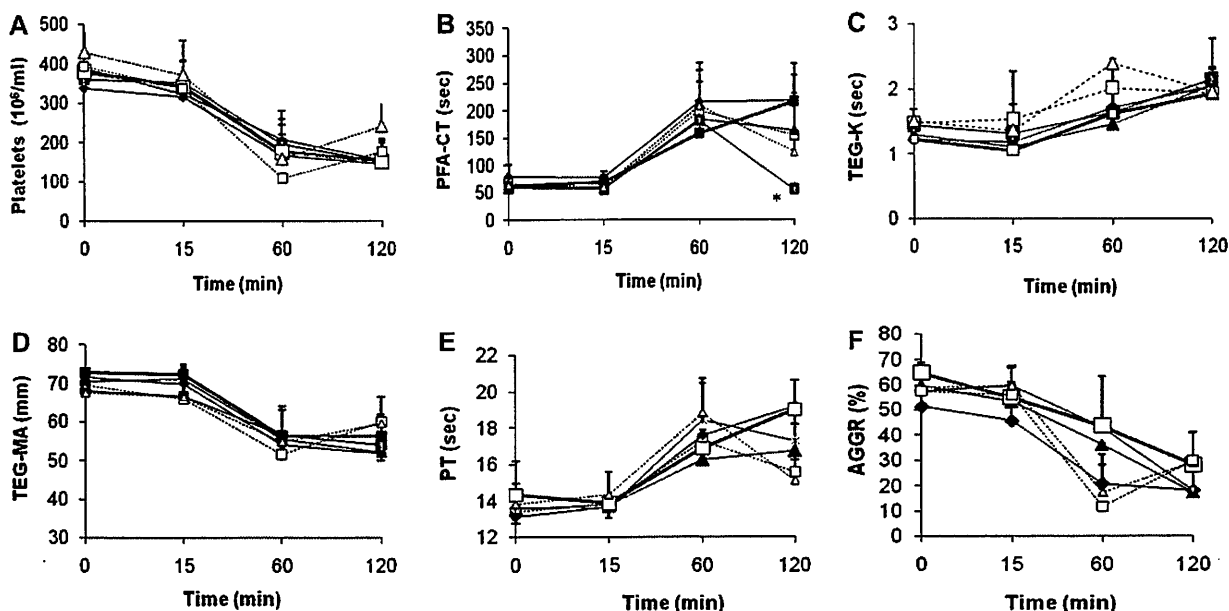 A
Platelets (10⁶/ml)
500
400
300
200
100
0
0 15 60 120
Time (min)
B
PFA-CT (sec)
350
300
250
200
150
100
50
0
*
0 15 60 120
Time (min)
C
TEG-K (sec)
3
2
1
0
0 15 60 120
Time (min)
D
TEG-MA (mm)
80
70
60
50
40
30
0 15 60 120
Time (min)
E
PT (sec)
22
20
18
16
14
12
0 15 60 120
Time (min)
F
AGGR (%)
80
70
60
50
40
30
20
10
0
0 15 60 120
Time (min)